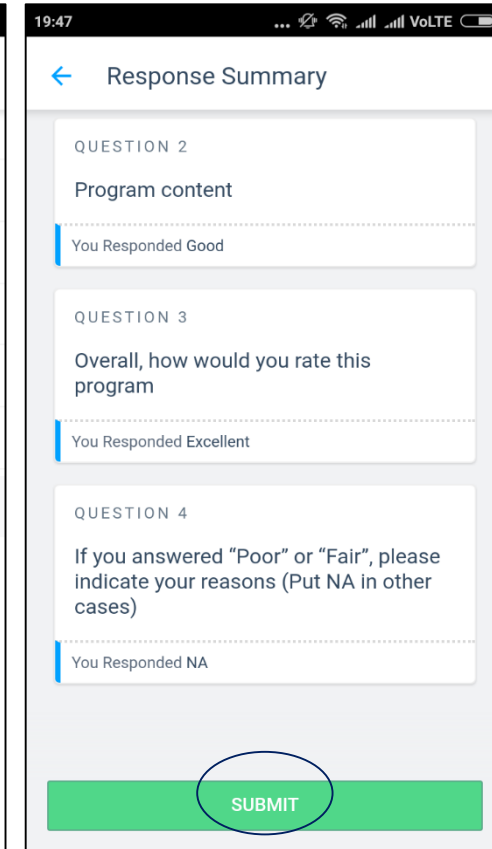 19:47 ... VoLTE
Response Summary
QUESTION 2
Program content
You Responded Good
QUESTION 3
Overall, how would you rate this
program
You Responded Excellent
QUESTION 4
If you answered “Poor” or “Fair”, please
indicate your reasons (Put NA in other
cases)
You Responded NA
SUBMIT